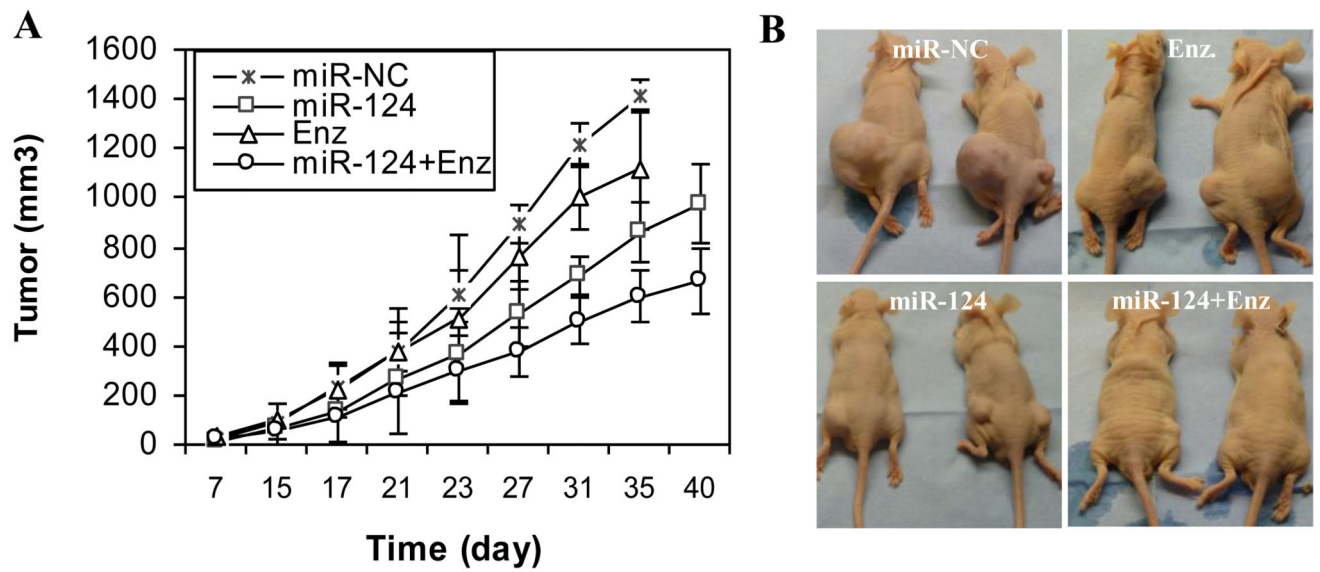 A
Tumor (mm3)
1600
1400
1200
1000
800
600
400
200
0
miR-NC
miR-124
Enz
miR-124+Enz
7 15 17 21 23 27 31 35 40
Time (day)
B
miR-NC
Enz.
miR-124
miR-124+Enz